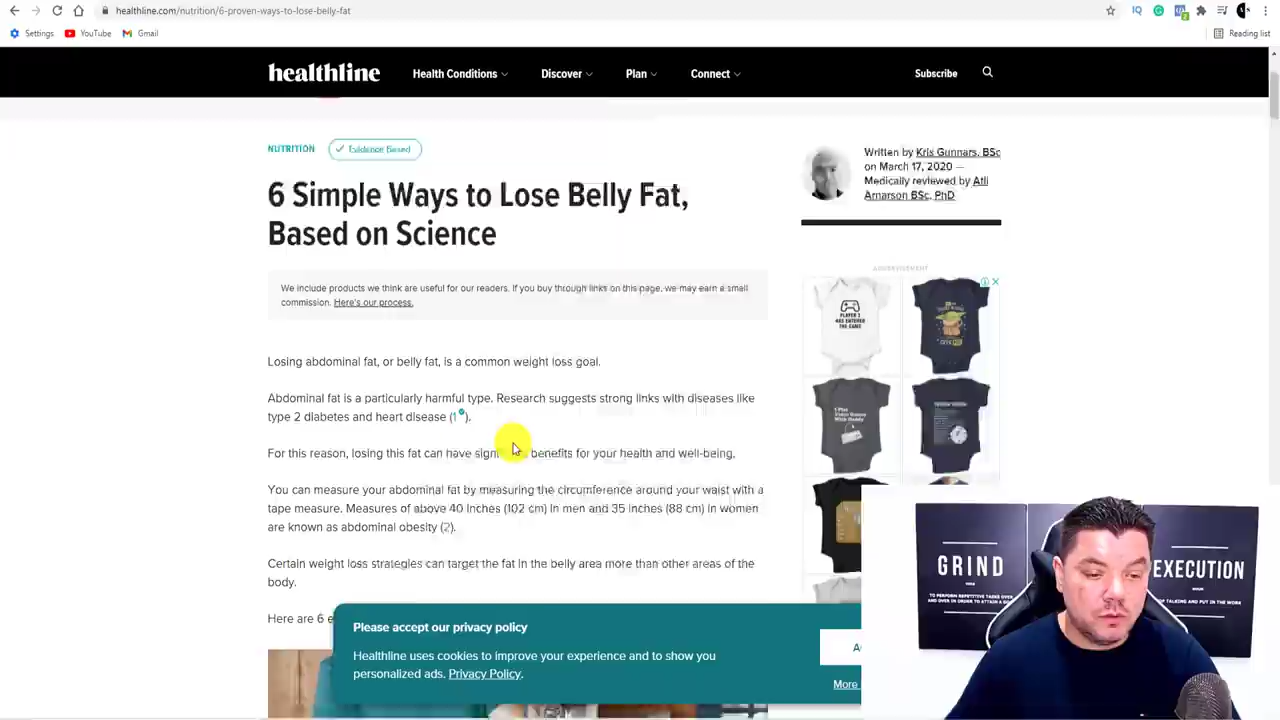 healthline.com/nutrition/6-proven-ways-to-lose-belly-fat
Settings
YouTube
Gmail
Reading list
healthline
Health Conditions
Discover
Plan
Connect
Subscribe
NUTRITION
Evidence Based
6 Simple Ways to Lose Belly Fat,
Based on Science
We include products we think are useful for our readers. If you buy through links on this page, we may earn a small
commission. Here's our process.
Losing abdominal fat, or belly fat, is a common weight loss goal.
Abdominal fat is a particularly harmful type. Research suggests strong links with diseases like
type 2 diabetes and heart disease (1).
For this reason, losing this fat can have sign benefits for your health and well-being.
You can measure your abdominal fat by measuring the circumference around your waist with a
tape measure. Measures of above 40 inches (102 cm) in men and 35 inches (88 cm) in women
are known as abdominal obesity (2).
Certain weight loss strategies can target the fat in the belly area more than other areas of the
body.
Here are 6 e
Written by Kris Gunnars, BSc
on March 17, 2020 —
Medically reviewed by Atli
Arnarson BSc, PhD
ADVERTISEMENT
PLAYER 3
HAS ENTERED
THE GAME
Please accept our privacy policy
Healthline uses cookies to improve your experience and to show you
personalized ads. Privacy Policy.
More
GRIND
TO PERFORM REPETITIVE TASKS OVER
AND OVER IN ORDER TO ATTAIN A GO
EXECUTION
STOP TALKING AND PUT IN THE WORK